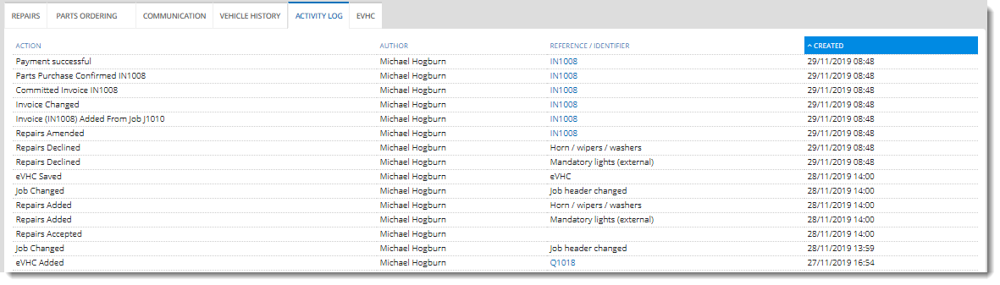 REPAIRS PARTS ORDERING COMMUNICATION VEHICLE HISTORY ACTIVITY LOG EVHC
ACTION AUTHOR REFERENCE / IDENTIFIER CREATED
Payment successful Michael Hogburn IN1008 29/11/2019 08:48
Parts Purchase Confirmed IN1008 Michael Hogburn IN1008 29/11/2019 08:48
Committed Invoice IN1008 Michael Hogburn IN1008 29/11/2019 08:48
Invoice Changed Michael Hogburn IN1008 29/11/2019 08:48
Invoice (IN1008) Added From Job J1010 Michael Hogburn IN1008 29/11/2019 08:48
Repairs Amended Michael Hogburn IN1008 29/11/2019 08:48
Repairs Declined Michael Hogburn Horn / wipers / washers 29/11/2019 08:48
Repairs Declined Michael Hogburn Mandatory lights (external) 29/11/2019 08:48
eVHC Saved Michael Hogburn eVHC 28/11/2019 14:00
Job Changed Michael Hogburn Job header changed 28/11/2019 14:00
Repairs Added Michael Hogburn Horn / wipers / washers 28/11/2019 14:00
Repairs Added Michael Hogburn Mandatory lights (external) 28/11/2019 14:00
Repairs Accepted Michael Hogburn 28/11/2019 14:00
Job Changed Michael Hogburn Job header changed 28/11/2019 13:59
eVHC Added Michael Hogburn Q1018 27/11/2019 16:54